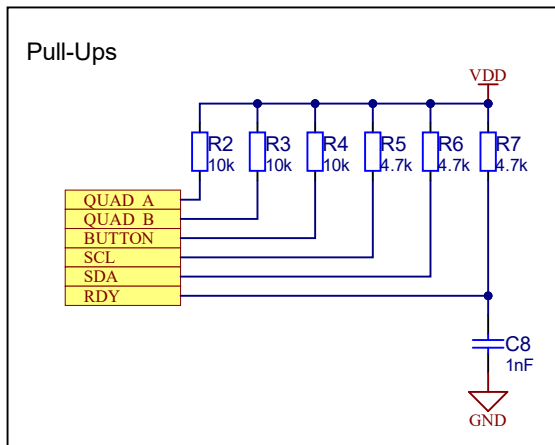 Pull-Ups
VDD
R2 R3 R4 R5 R6 R7
10k 10k 10k 4.7k 4.7k 4.7k
QUAD A
QUAD B
BUTTON
SCL
SDA
RDY
C8
1nF
GND